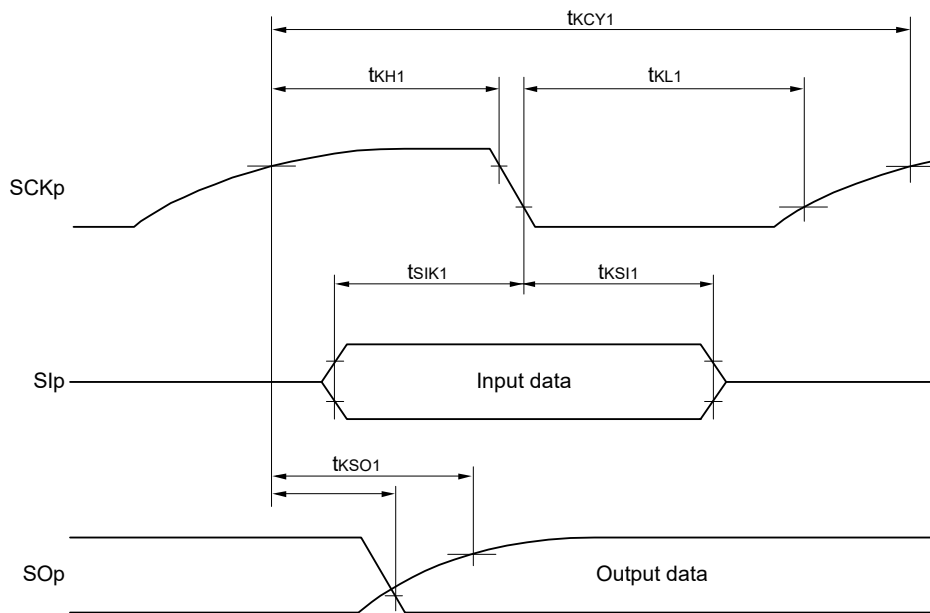 tKCY1
tKH1
tKL1
SCKp
tSIK1
tKSI1
SIp
Input data
tKSO1
SOp
Output data